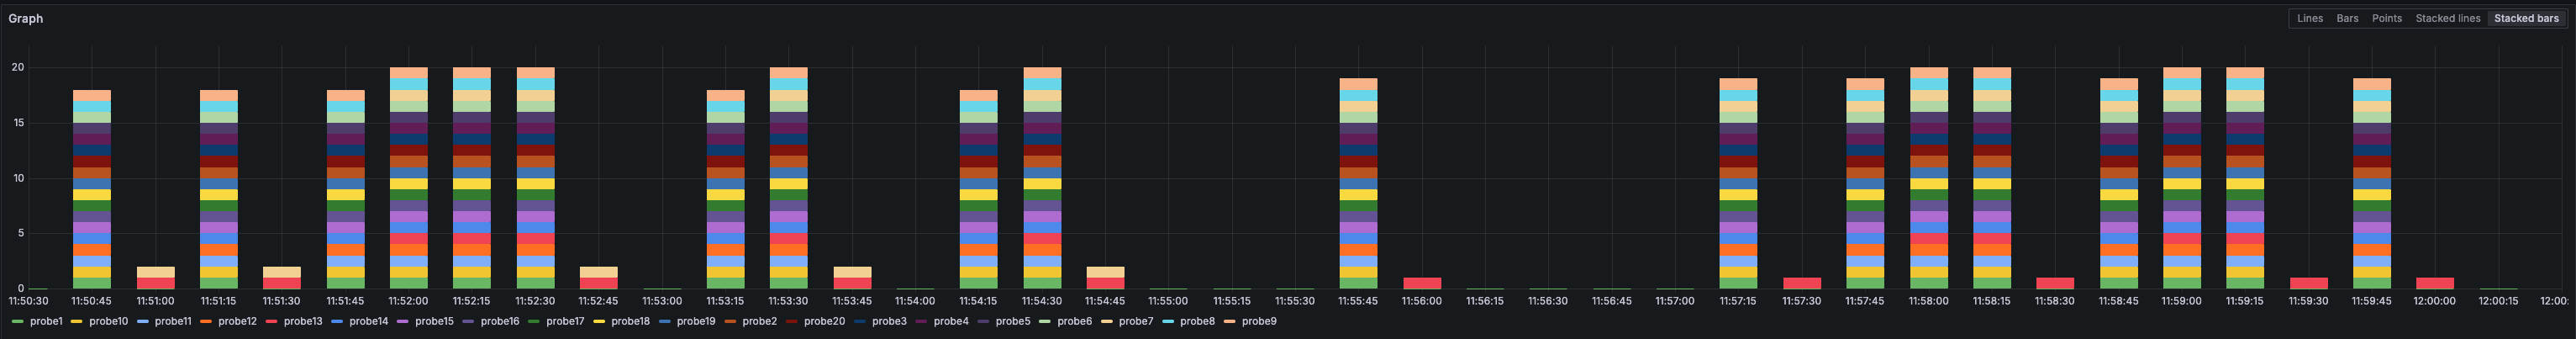 Graph
Lines Bars Points Stacked lines Stacked bars
20
15
10
5
0
11:50:30 11:50:45 11:51:00 11:51:15 11:51:30 11:51:45 11:52:00 11:52:15 11:52:30 11:52:45 11:53:00 11:53:15 11:53:30 11:53:45 11:54:00 11:54:15 11:54:30 11:54:45 11:55:00 11:55:15 11:55:30 11:55:45 11:56:00 11:56:15 11:56:30 11:56:45 11:57:00 11:57:15 11:57:30 11:57:45 11:58:00 11:58:15 11:58:30 11:58:45 11:59:00 11:59:15 11:59:30 11:59:45 12:00:00 12:00:15 12:00:
probe1 probe10 probe11 probe12 probe13 probe14 probe15 probe16 probe17 probe18 probe19 probe2 probe20 probe3 probe4 probe5 probe6 probe7 probe8 probe9